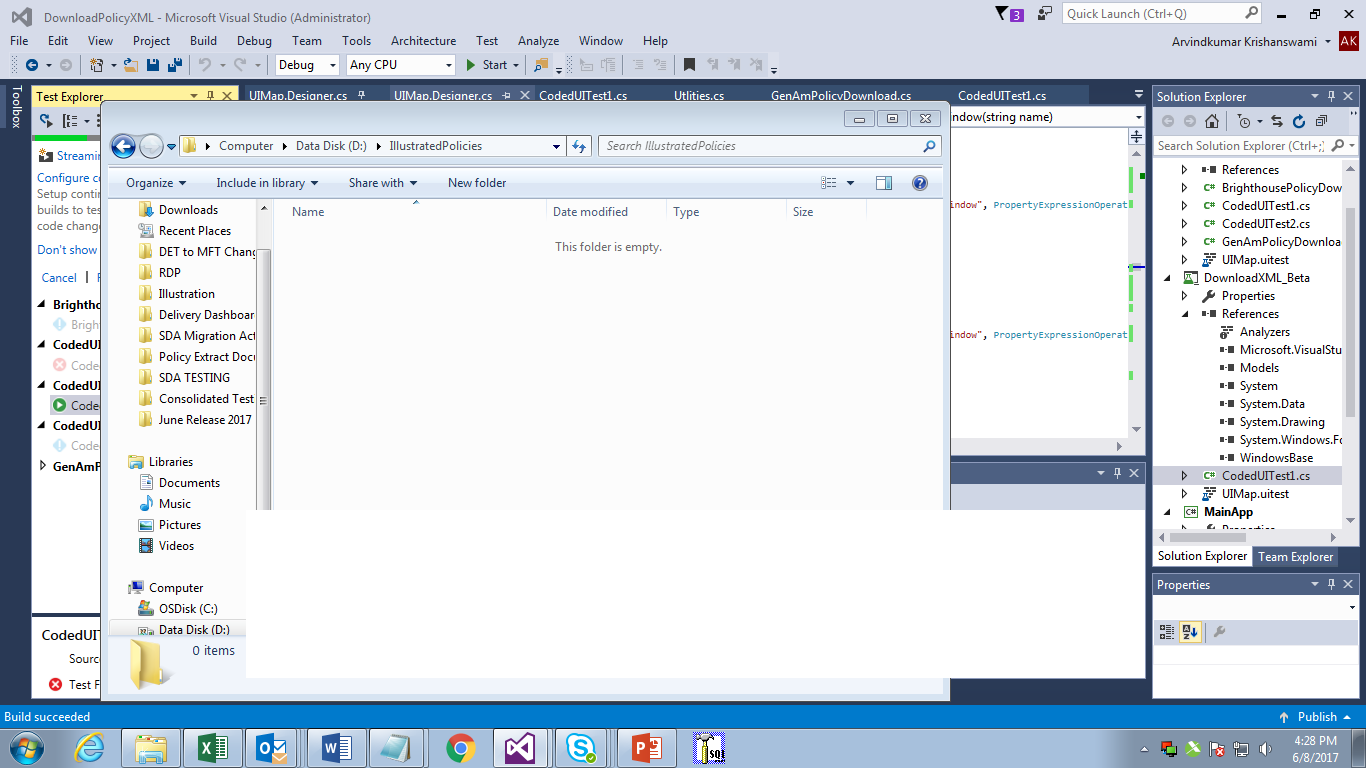 DownloadPolicyXML - Microsoft Visual Studio (Administrator)
3
Quick Launch (Ctrl+Q)
File Edit View Project Build Debug Team Tools Architecture Test Analyze Window Help
Arvindkumar Krishanswami AK
Debug Any CPU Start
Toolbox
Test Explorer
UIMap.Designer.cs UIMap.Designer.cs CodedUITest1.cs Utlities.cs GenAmPolicyDownload.cs CodedUITest1.cs
indow(string name)
Streamin
Configure co
Setup contin
builds to tes
code change
Don't show
Cancel
Brightho
Bright
CodedUI
Coded
CodedUI
Coded
CodedUI
Coded
GenAmP
CodedUIT
Source
Test F
Computer Data Disk (D:) IllustratedPolicies
Search IllustratedPolicies
Organize Include in library Share with New folder
Name Date modified Type Size
This folder is empty.
Downloads
Recent Places
DET to MFT Chang
RDP
Illustration
Delivery Dashboar
SDA Migration Act
Policy Extract Docu
SDA TESTING
Consolidated Test
June Release 2017
Libraries
Documents
Music
Pictures
Videos
Computer
OSDisk (C:)
Data Disk (D:)
0 items
indow", PropertyExpressionOperat
indow", PropertyExpressionOperat
Solution Explorer
Search Solution Explorer (Ctrl+;)
References
BrighthousePolicyDow
CodedUITest1.cs
CodedUITest2.cs
GenAmPolicyDownloa
UIMap.uitest
DownloadXML_Beta
Properties
References
Analyzers
Microsoft.VisualStu
Models
System
System.Data
System.Drawing
System.Windows.Fo
WindowsBase
CodedUITest1.cs
UIMap.uitest
MainApp
Properties
Solution Explorer Team Explorer
Properties
Build succeeded
Publish
4:28 PM
6/8/2017